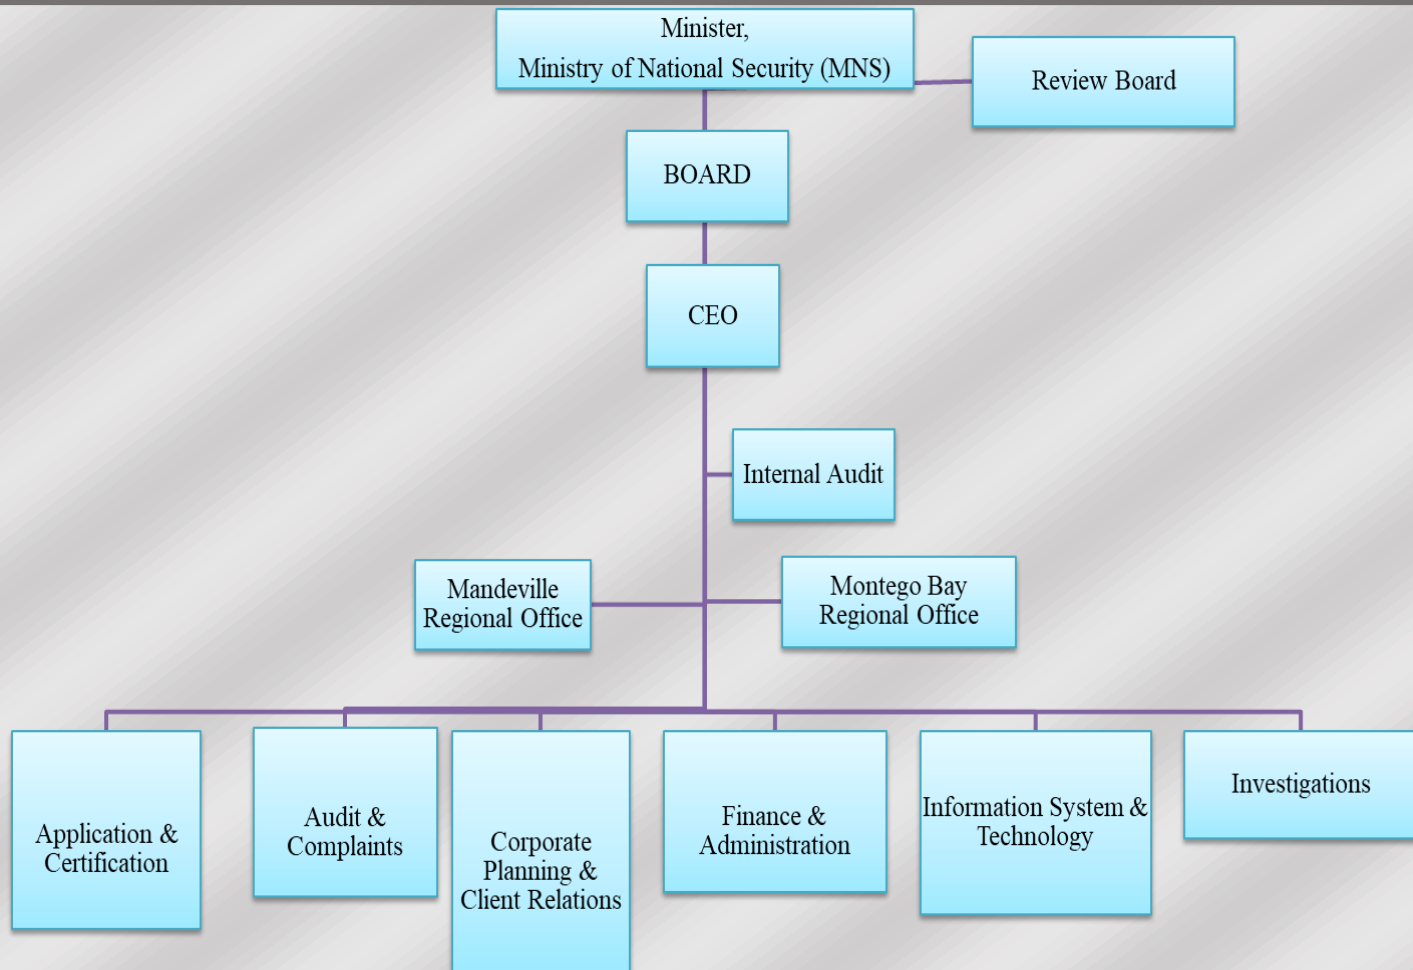 Minister,
Ministry of National Security (MNS)
Review Board
BOARD
CEO
Internal Audit
Mandeville
Regional Office
Montego Bay
Regional Office
Application &
Certification
Audit &
Complaints
Corporate
Planning &
Client Relations
Finance &
Administration
Information System &
Technology
Investigations